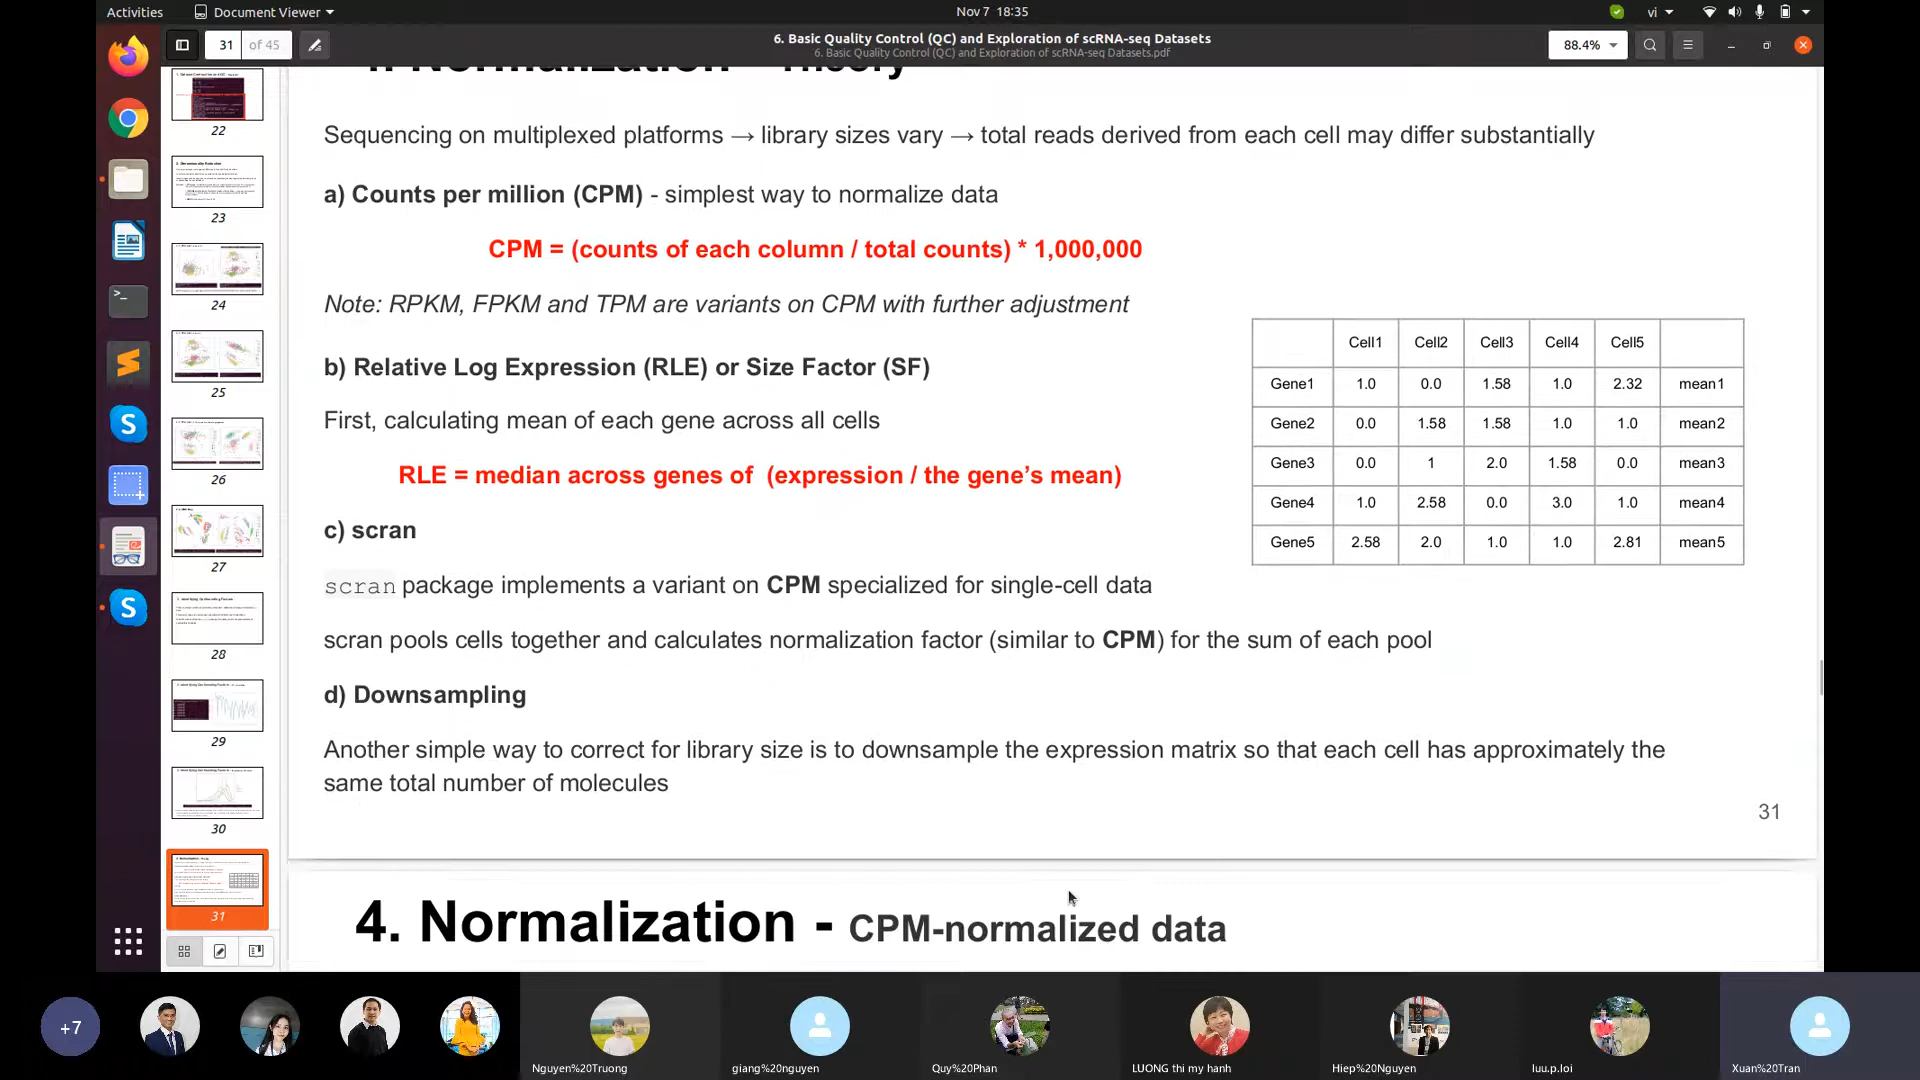 Activities
Document Viewer
Nov 7 18:35
vi
31 of 45
6. Basic Quality Control (QC) and Exploration of scRNA-seq Datasets
6. Basic Quality Control (QC) and Exploration of scRNA-seq Datasets.pdf
88.4%
22
23
24
25
26
27
28
29
30
31
4. Normalization - Theory
Sequencing on multiplexed platforms → library sizes vary → total reads derived from each cell may differ substantially
a) Counts per million (CPM) - simplest way to normalize data
CPM = (counts of each column / total counts) * 1,000,000
Note: RPKM, FPKM and TPM are variants on CPM with further adjustment
b) Relative Log Expression (RLE) or Size Factor (SF)
First, calculating mean of each gene across all cells
RLE = median across genes of (expression / the gene’s mean)
c) scran
scran package implements a variant on CPM specialized for single-cell data
scran pools cells together and calculates normalization factor (similar to CPM) for the sum of each pool
d) Downsampling
Another simple way to correct for library size is to downsample the expression matrix so that each cell has approximately the
same total number of molecules
Cell1 Cell2 Cell3 Cell4 Cell5
Gene1 1.0 0.0 1.58 1.0 2.32 mean1
Gene2 0.0 1.58 1.58 1.0 1.0 mean2
Gene3 0.0 1 2.0 1.58 0.0 mean3
Gene4 1.0 2.58 0.0 3.0 1.0 mean4
Gene5 2.58 2.0 1.0 1.0 2.81 mean5
31
4. Normalization - CPM-normalized data
+7
Nguyen%20Truong
giang%20nguyen
Quy%20Phan
LUONG thi my hanh
Hiep%20Nguyen
luu.p.loi
Xuan%20Tran